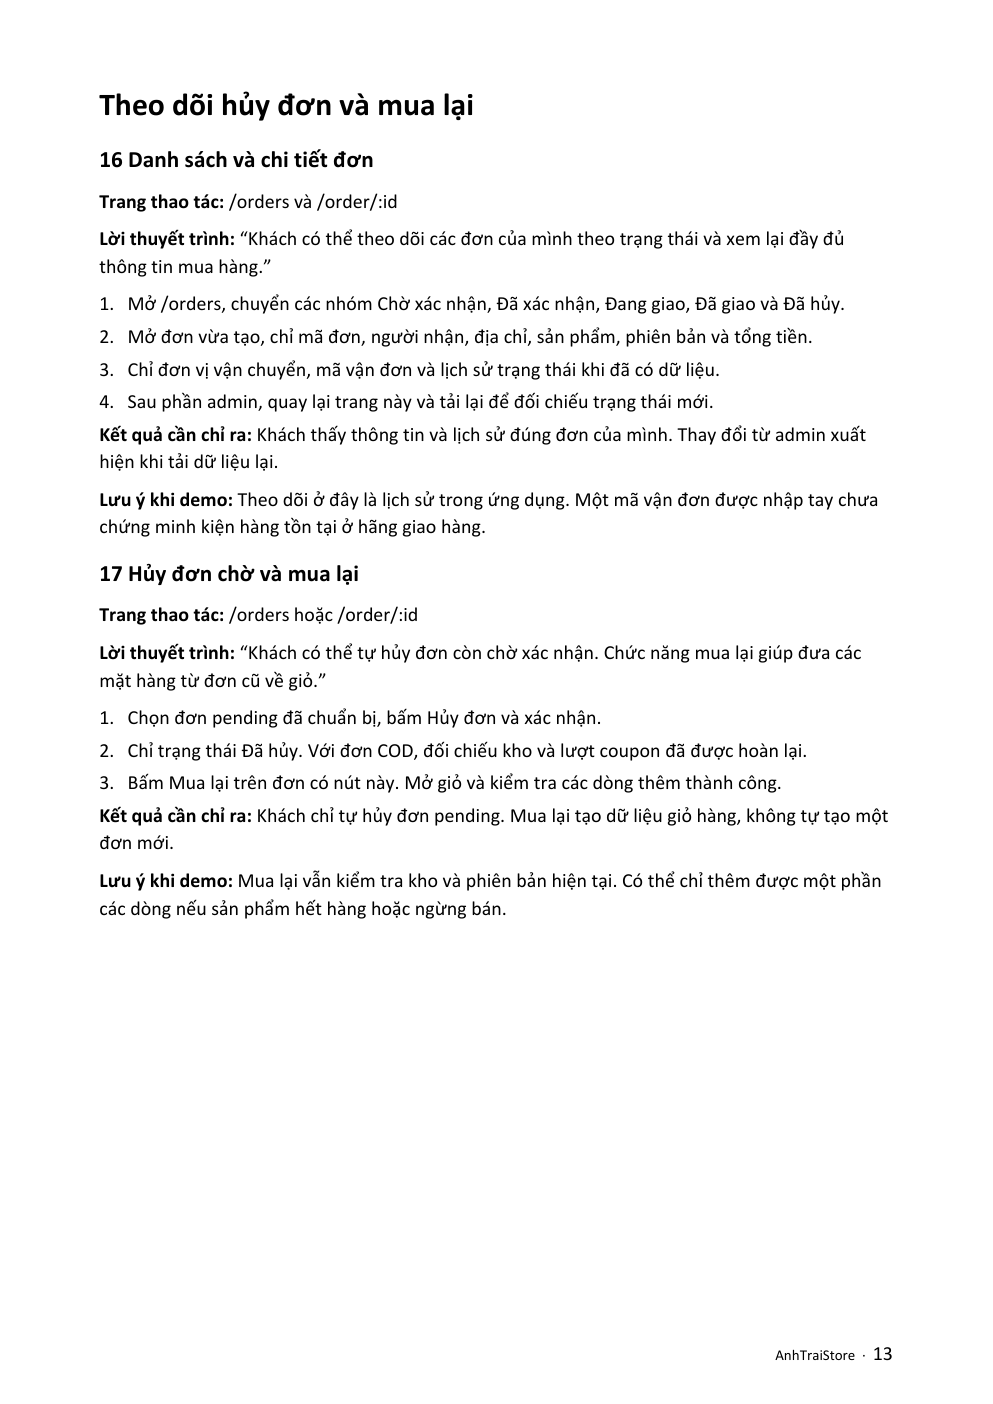 Theo dõi hủy đơn và mua lại
16 Danh sách và chi tiết đơn
Trang thao tác: /orders và /order/:id
Lời thuyết trình: “Khách có thể theo dõi các đơn của mình theo trạng thái và xem lại đầy đủ
thông tin mua hàng.”
1. Mở /orders, chuyển các nhóm Chờ xác nhận, Đã xác nhận, Đang giao, Đã giao và Đã hủy.
2. Mở đơn vừa tạo, chỉ mã đơn, người nhận, địa chỉ, sản phẩm, phiên bản và tổng tiền.
3. Chỉ đơn vị vận chuyển, mã vận đơn và lịch sử trạng thái khi đã có dữ liệu.
4. Sau phần admin, quay lại trang này và tải lại để đối chiếu trạng thái mới.
Kết quả cần chỉ ra: Khách thấy thông tin và lịch sử đúng đơn của mình. Thay đổi từ admin xuất
hiện khi tải dữ liệu lại.
Lưu ý khi demo: Theo dõi ở đây là lịch sử trong ứng dụng. Một mã vận đơn được nhập tay chưa
chứng minh kiện hàng tồn tại ở hãng giao hàng.
17 Hủy đơn chờ và mua lại
Trang thao tác: /orders hoặc /order/:id
Lời thuyết trình: “Khách có thể tự hủy đơn còn chờ xác nhận. Chức năng mua lại giúp đưa các
mặt hàng từ đơn cũ về giỏ.”
1. Chọn đơn pending đã chuẩn bị, bấm Hủy đơn và xác nhận.
2. Chỉ trạng thái Đã hủy. Với đơn COD, đối chiếu kho và lượt coupon đã được hoàn lại.
3. Bấm Mua lại trên đơn có nút này. Mở giỏ và kiểm tra các dòng thêm thành công.
Kết quả cần chỉ ra: Khách chỉ tự hủy đơn pending. Mua lại tạo dữ liệu giỏ hàng, không tự tạo một
đơn mới.
Lưu ý khi demo: Mua lại vẫn kiểm tra kho và phiên bản hiện tại. Có thể chỉ thêm được một phần
các dòng nếu sản phẩm hết hàng hoặc ngừng bán.
AnhTraiStore · 13